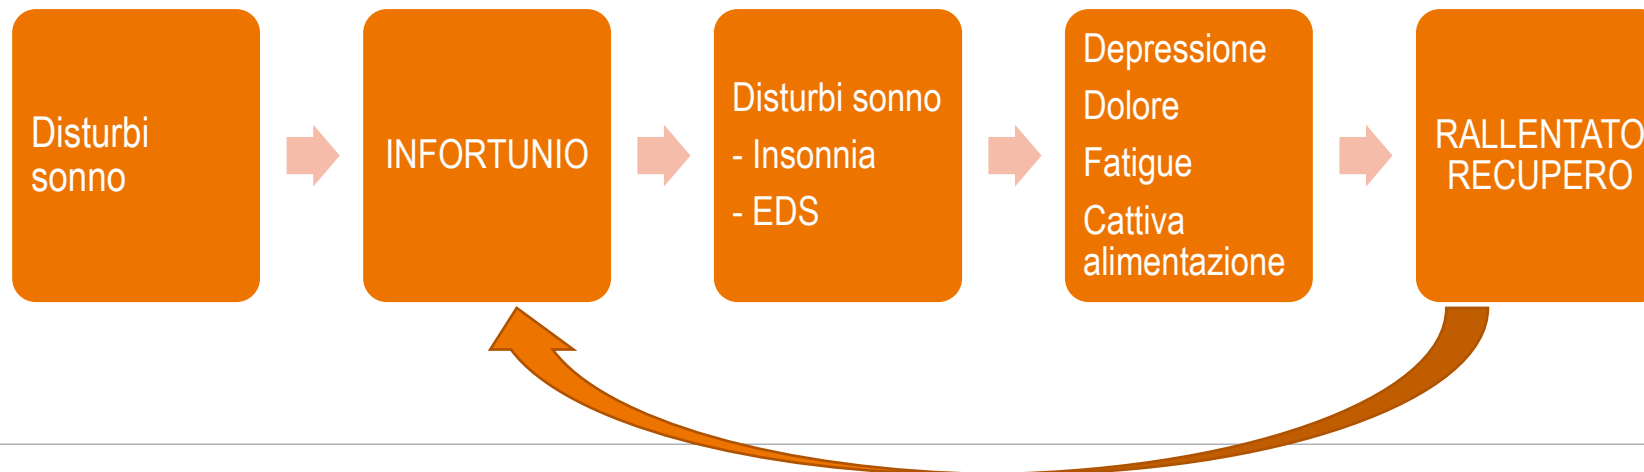 Disturbi
sonno
INFORTUNIO
Disturbi sonno
- Insonnia
- EDS
Depressione
Dolore
Fatigue
Cattiva
alimentazione
RALLENTATO
RECUPERO